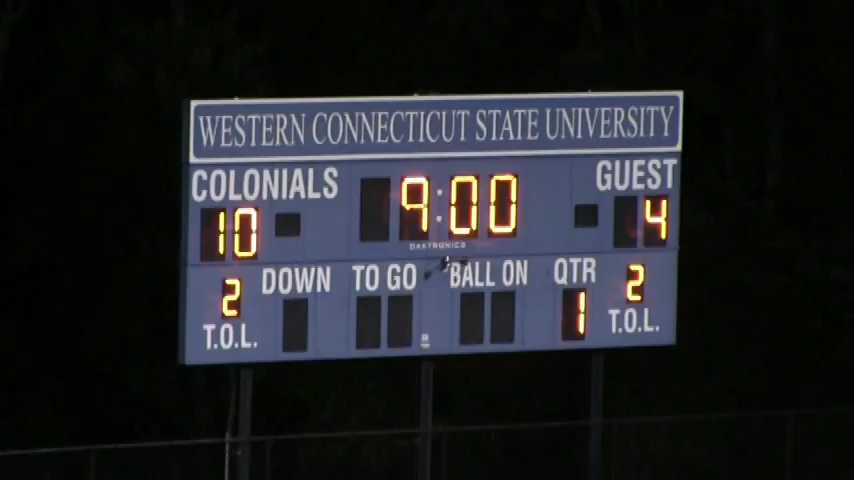 WESTERN CONNECTICUT STATE UNIVERSITY
COLONIALS 9:00 GUEST
10 4
DAKTRONICS
DOWN TO GO BALL ON QTR
2 1 2
T.O.L. T.O.L.